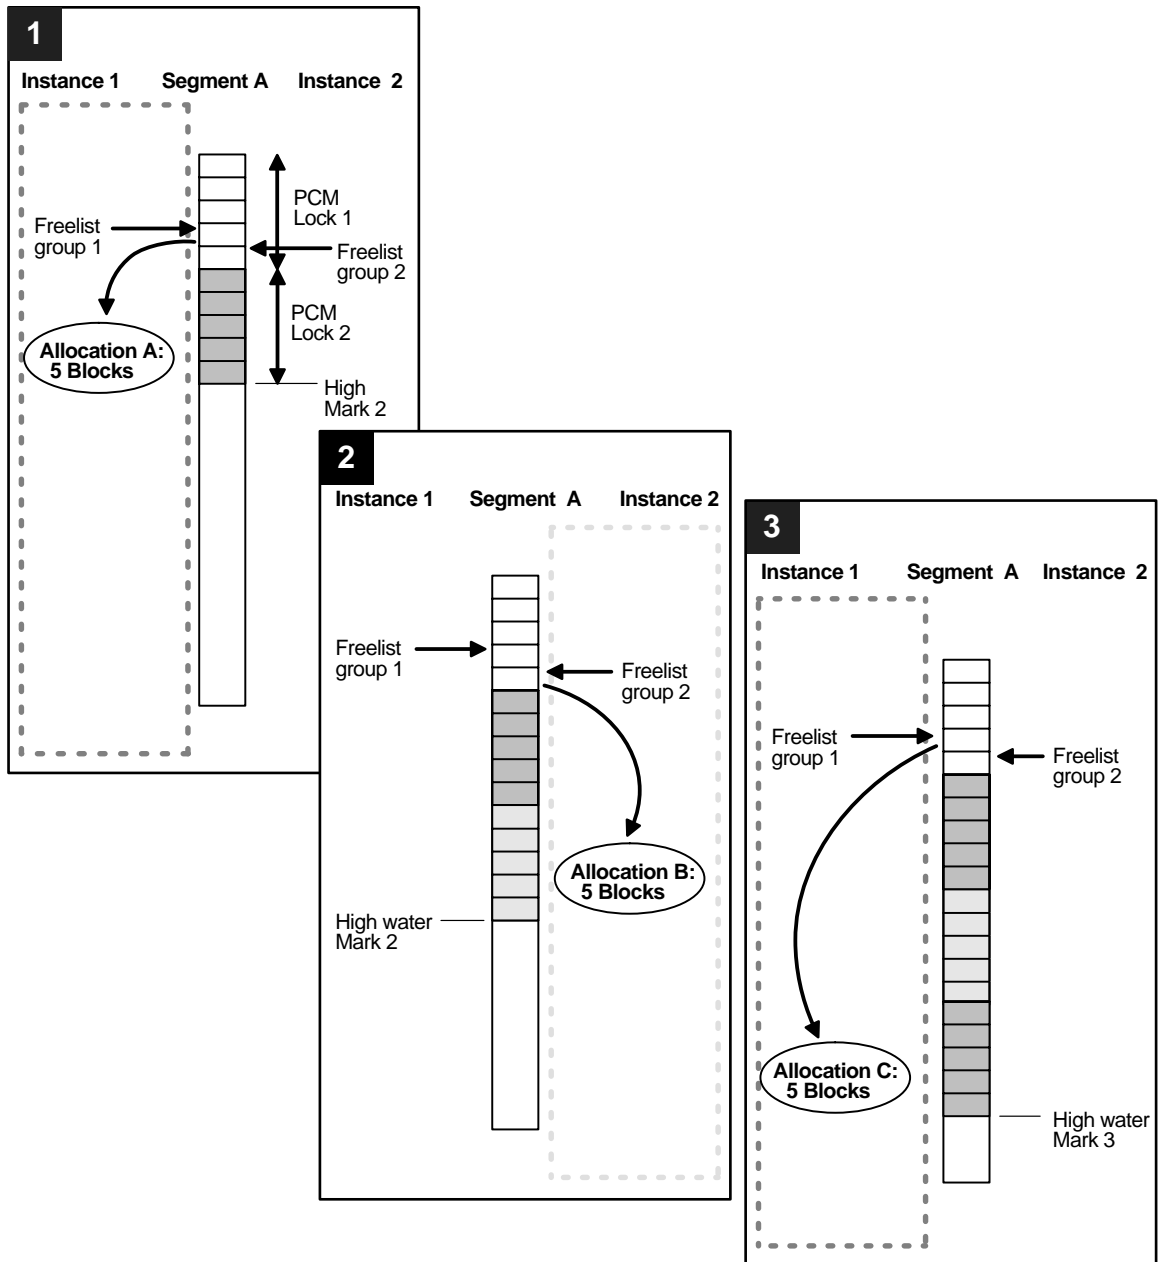 1
Instance 1 Segment A Instance 2
PCM
Lock 1
Freelist
group 1
Freelist
group 2
PCM
Lock 2
Allocation A:
5 Blocks
High
Mark 2
2
Instance 1 Segment A Instance 2
Freelist
group 1
Freelist
group 2
Allocation B:
5 Blocks
High water
Mark 2
3
Instance 1 Segment A Instance 2
Freelist
group 1
Freelist
group 2
Allocation C:
5 Blocks
High water
Mark 3